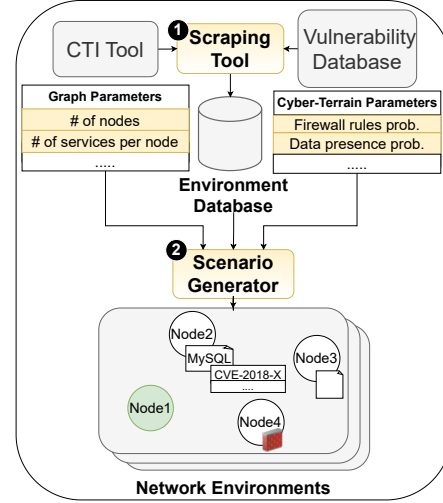 CTI Tool
1
Scraping
Tool
Vulnerability
Database
Graph Parameters
# of nodes
# of services per node
.....
Cyber-Terrain Parameters
Firewall rules prob.
Data presence prob.
.....
Environment
Database
2
Scenario
Generator
Node2
MySQL
CVE-2018-X
....
Node3
Node1
Node4
Network Environments